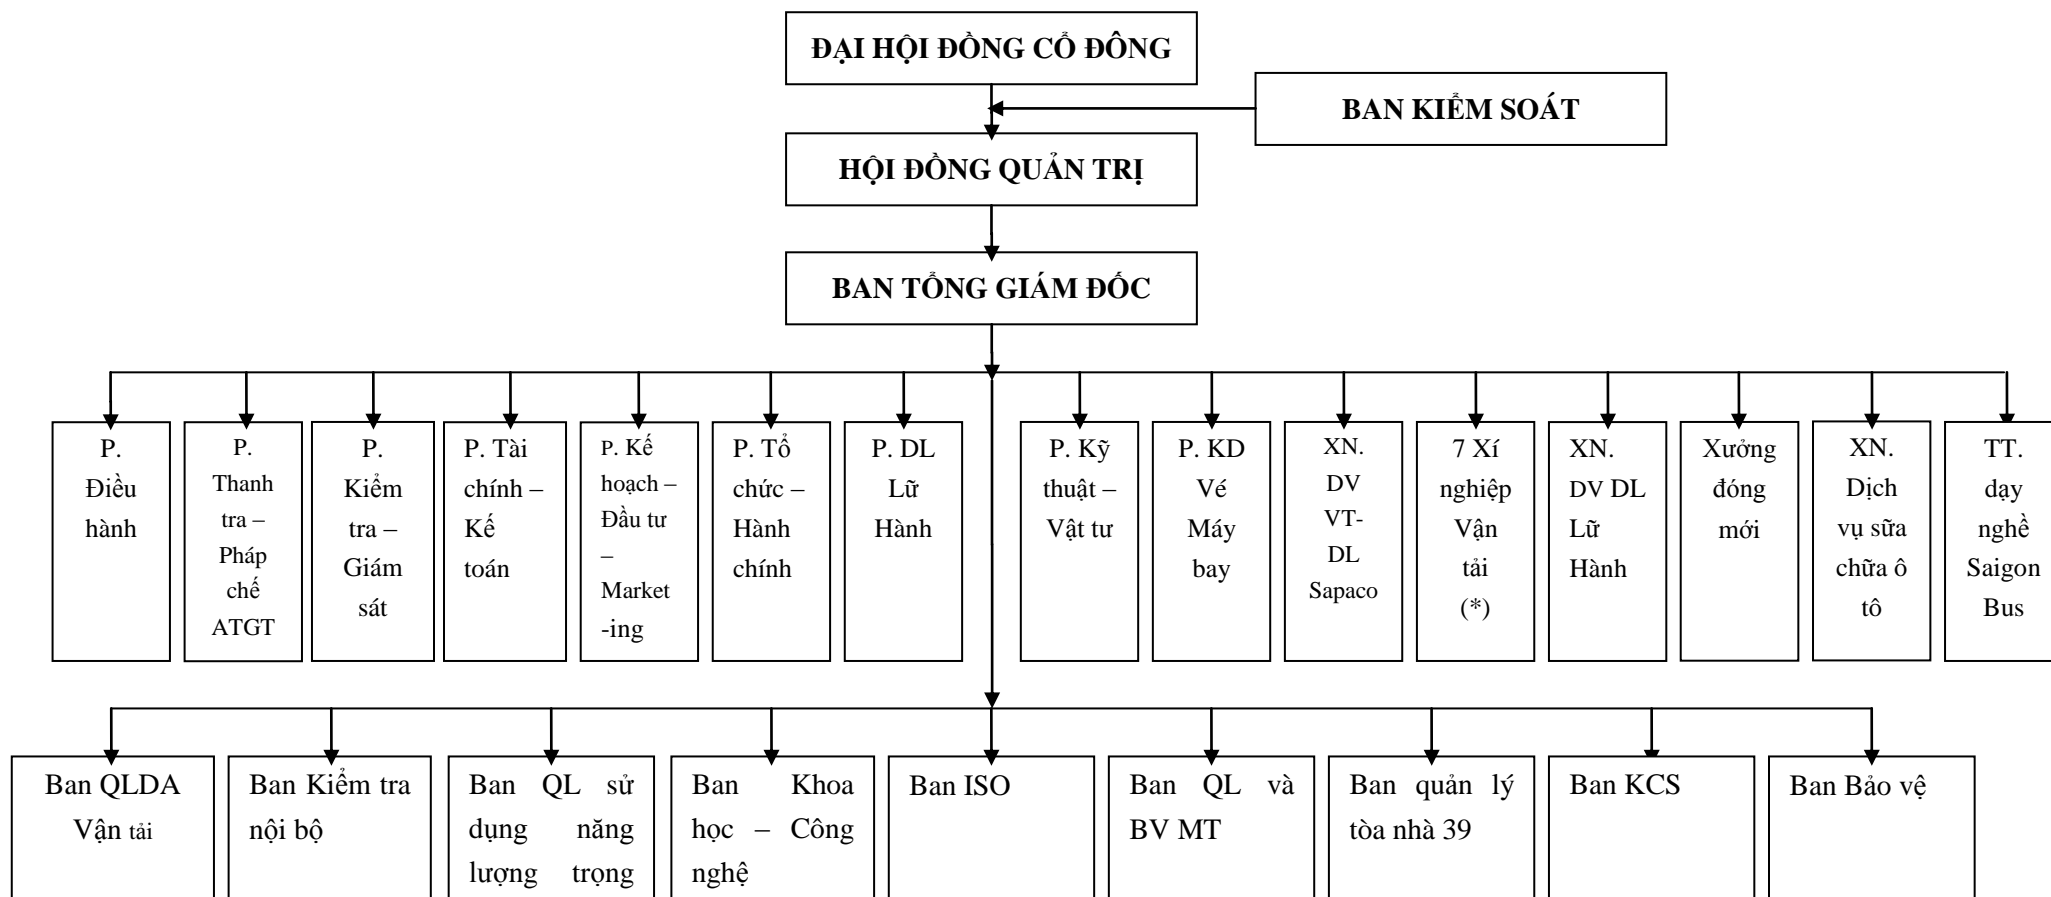 ĐẠI HỘI ĐỒNG CỔ ĐÔNG
BAN KIỂM SOÁT
HỘI ĐỒNG QUẢN TRỊ
BAN TỔNG GIÁM ĐỐC
P.
Điều
hành
P.
Thanh
tra –
Pháp
chế
ATGT
P.
Kiểm
tra –
Giám
sát
P. Tài
chính –
Kế
toán
P. Kế
hoạch –
Đầu tư
–
Market
-ing
P. Tổ
chức –
Hành
chính
P. DL
Lữ
Hành
P. Kỹ
thuật –
Vật tư
P. KD
Vé
Máy
bay
XN.
DV
VT-
DL
Sapaco
7 Xí
nghiệp
Vận
tải
(*)
XN.
DV DL
Lữ
Hành
Xưởng
đóng
mới
XN.
Dịch
vụ sữa
chữa ô
tô
TT.
dạy
nghề
Saigon
Bus
Ban QLDA
Vận tải
Ban Kiểm tra
nội bộ
Ban QL sử
dụng năng
lượng trọng
Ban Khoa
học – Công
nghệ
Ban ISO
Ban QL và
BV MT
Ban quản lý
tòa nhà 39
Ban KCS
Ban Bảo vệ